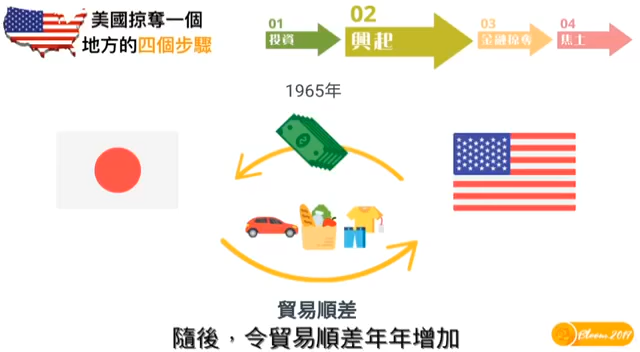 美國掠奪一個
地方的四個步驟
01
投資
02
興起
03
金融掠奪
04
焦土
1965年
貿易順差
隨後，令貿易順差年年增加